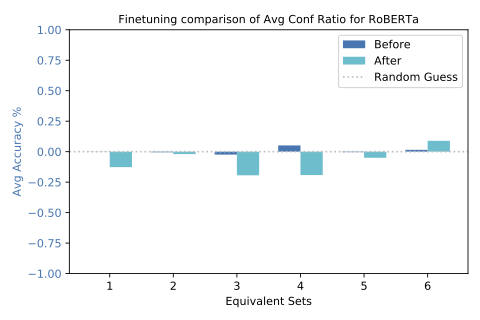 Finetuning comparison of Avg Conf Ratio for RoBERTa
Before
After
Random Guess
Avg Accuracy %
1.00
0.75
0.50
0.25
0.00
−0.25
−0.50
−0.75
−1.00
1 2 3 4 5 6
Equivalent Sets